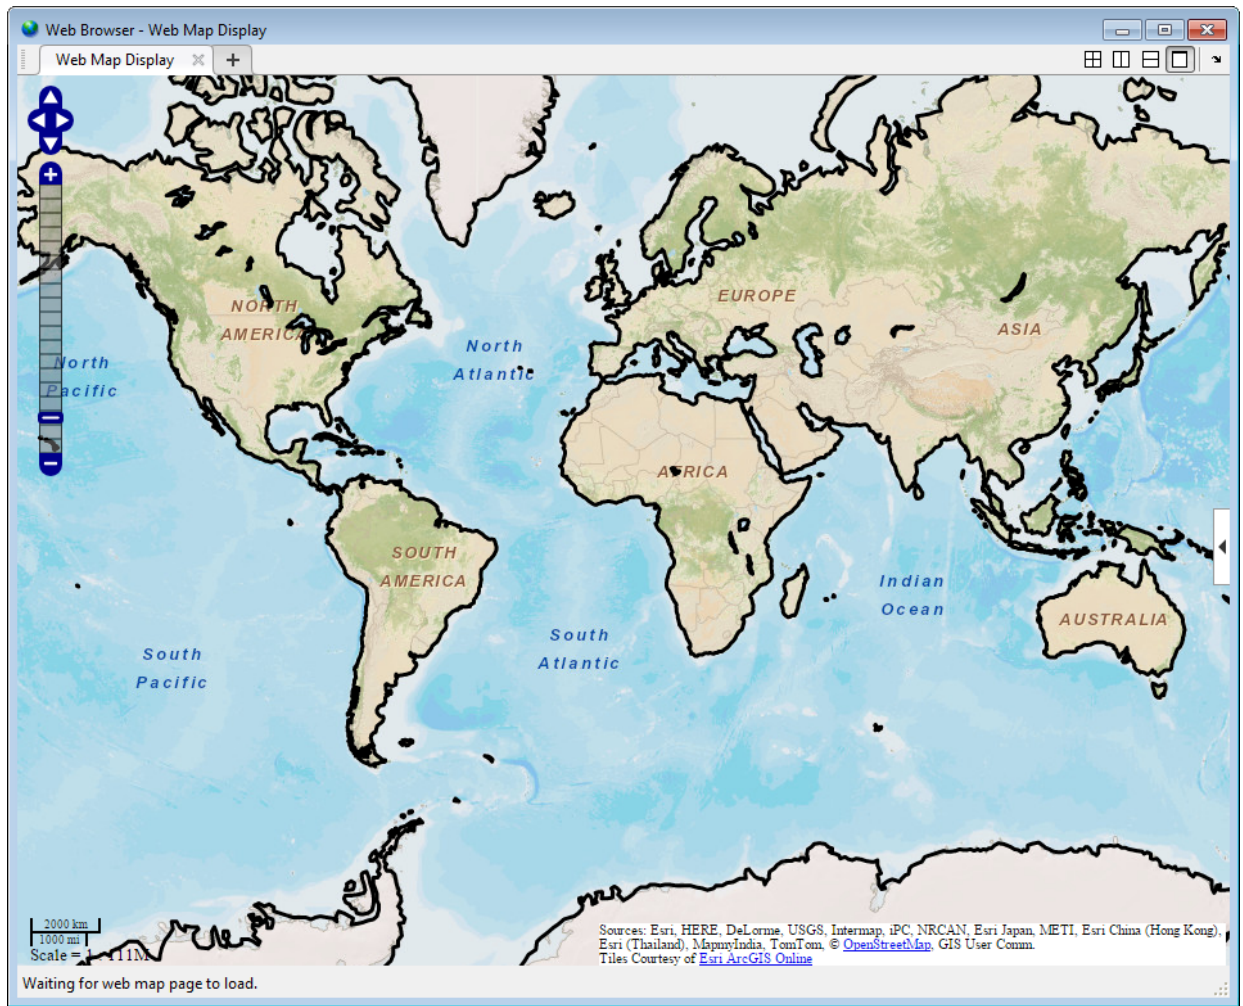 Web Browser - Web Map Display
Web Map Display
NORTH
AMERICA
EUROPE
ASIA
North
Pacific
North
Atlantic
AFRICA
SOUTH
AMERICA
Indian
Ocean
AUSTRALIA
South
Atlantic
South
Pacific
2000 km
1000 mi
Scale = 1 : 111M
Sources: Esri, HERE, DeLorme, USGS, Intermap, iPC, NRCAN, Esri Japan, METI, Esri China (Hong Kong),
Esri (Thailand), MapmyIndia, TomTom, © OpenStreetMap, GIS User Comm.
Tiles Courtesy of Esri ArcGIS Online
Waiting for web map page to load.